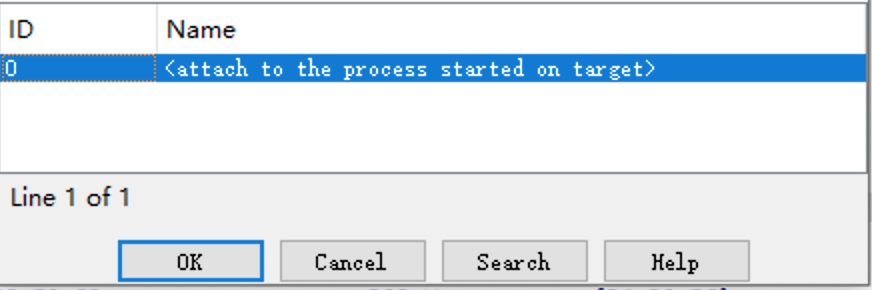 ID Name
0 <attach to the process started on target>
Line 1 of 1
OK Cancel Search Help